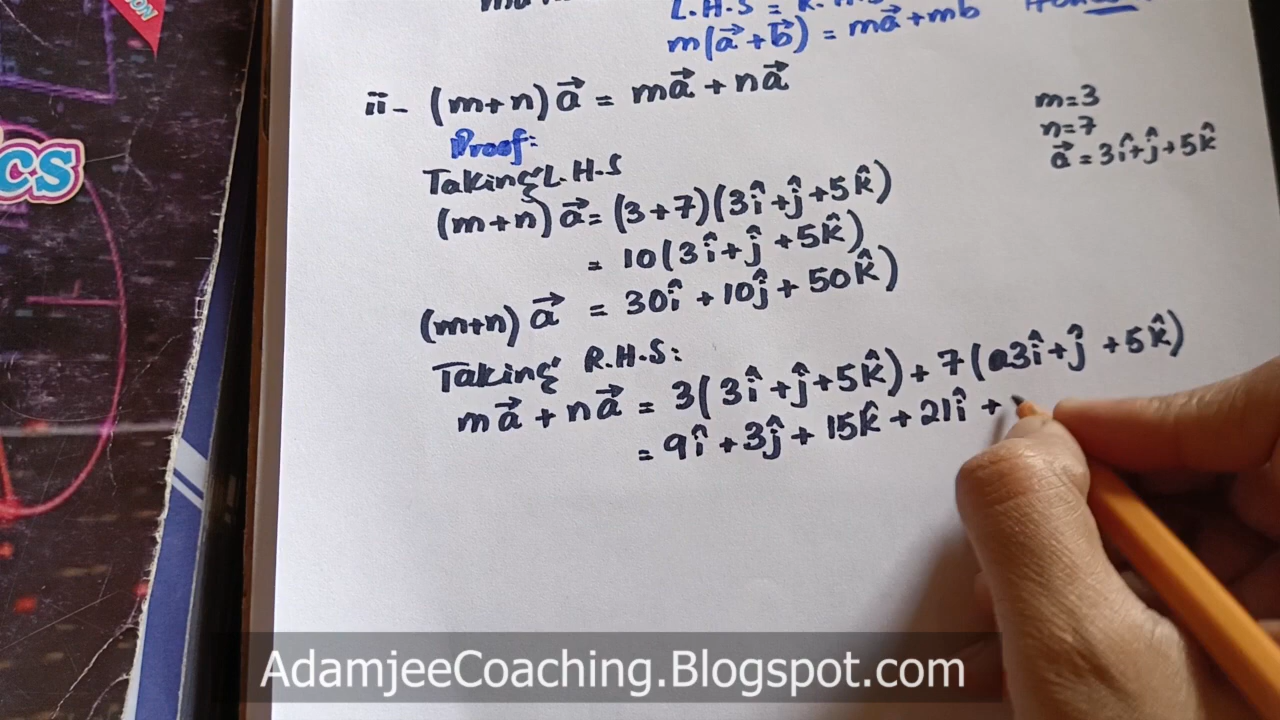 L.H.S = R.H.S
m(a⃗ + b⃗) = ma⃗ + mb
ii- (m+n) a⃗ = ma⃗ + na⃗
m=3
n=7
a⃗ = 3î+ĵ+5k̂
Proof:
Taking L.H.S
(m+n) a⃗ = (3+7)(3î+ĵ+5k̂)
= 10(3î+ĵ+5k̂)
(m+n) a⃗ = 30î + 10ĵ + 50k̂)
Taking R.H.S:
ma⃗ + na⃗ = 3(3î+ĵ+5k̂) + 7(a3î+ĵ+5k̂)
= 9î + 3ĵ + 15k̂ + 21î +
cs
AdamjeeCoaching.Blogspot.com